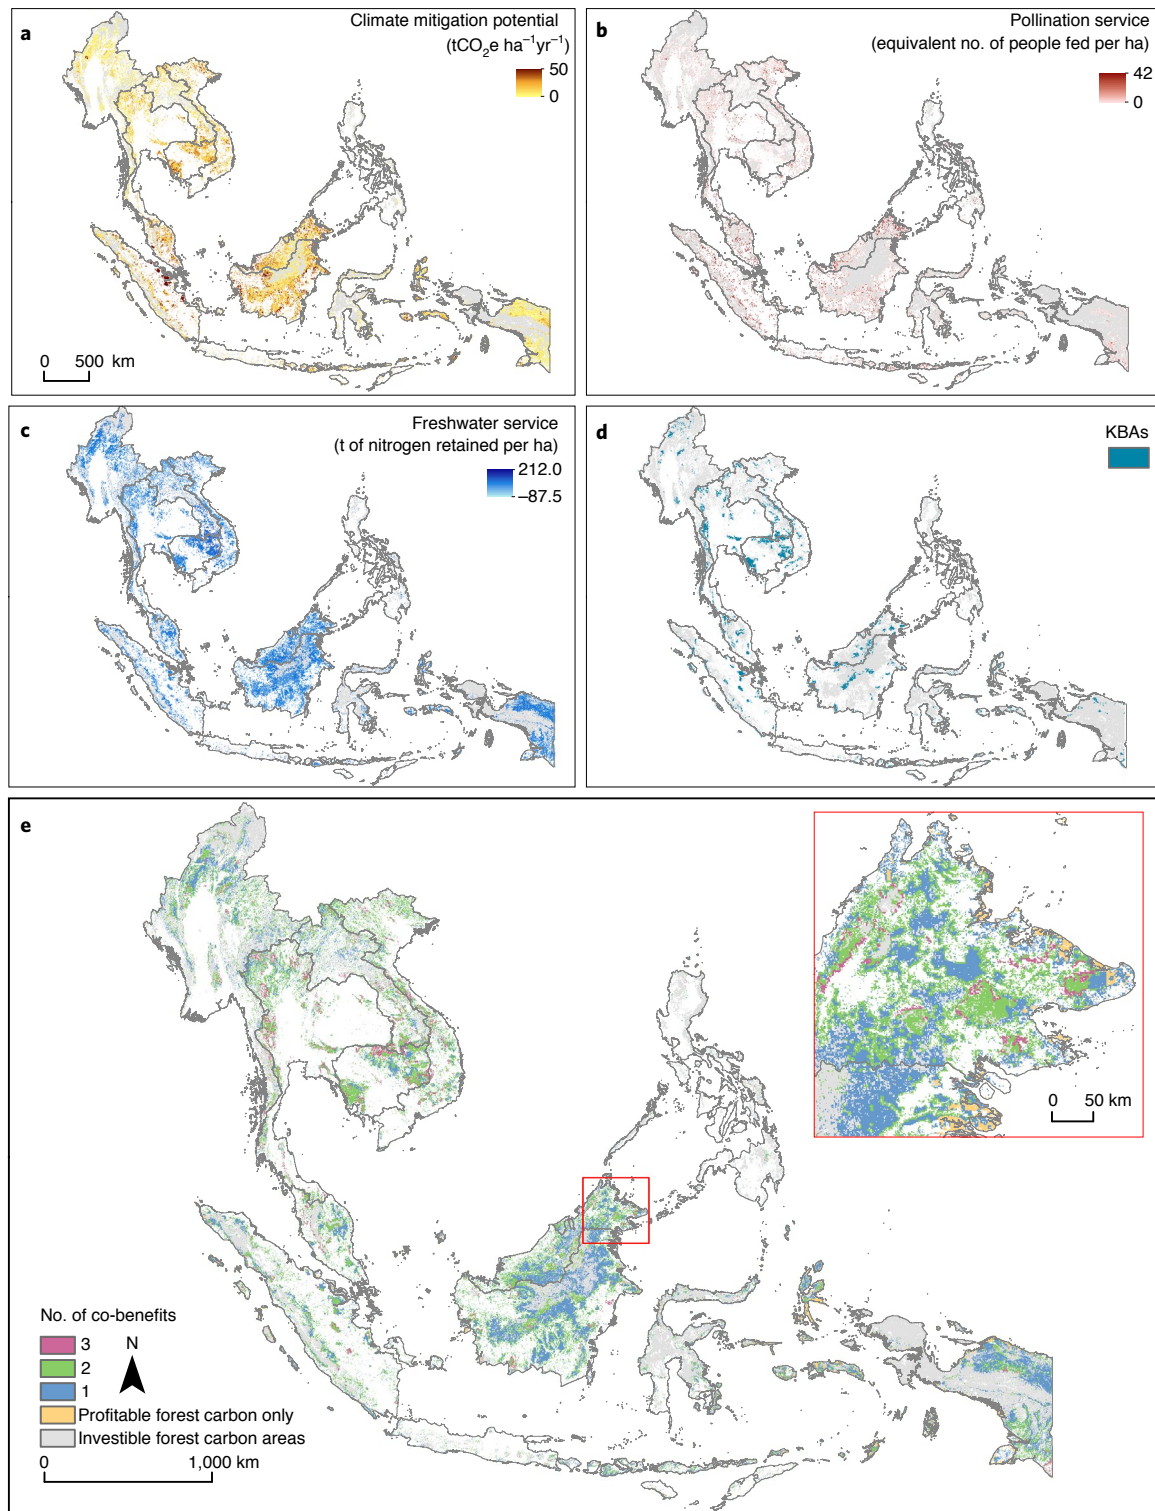 a
Climate mitigation potential
(tCO₂e ha⁻¹yr⁻¹)
50
0
0 500 km
b
Pollination service
(equivalent no. of people fed per ha)
42
0
c
Freshwater service
(t of nitrogen retained per ha)
212.0
–87.5
d
KBAs
e
0 50 km
No. of co-benefits
3
N
2
1
Profitable forest carbon only
Investible forest carbon areas
0 1,000 km